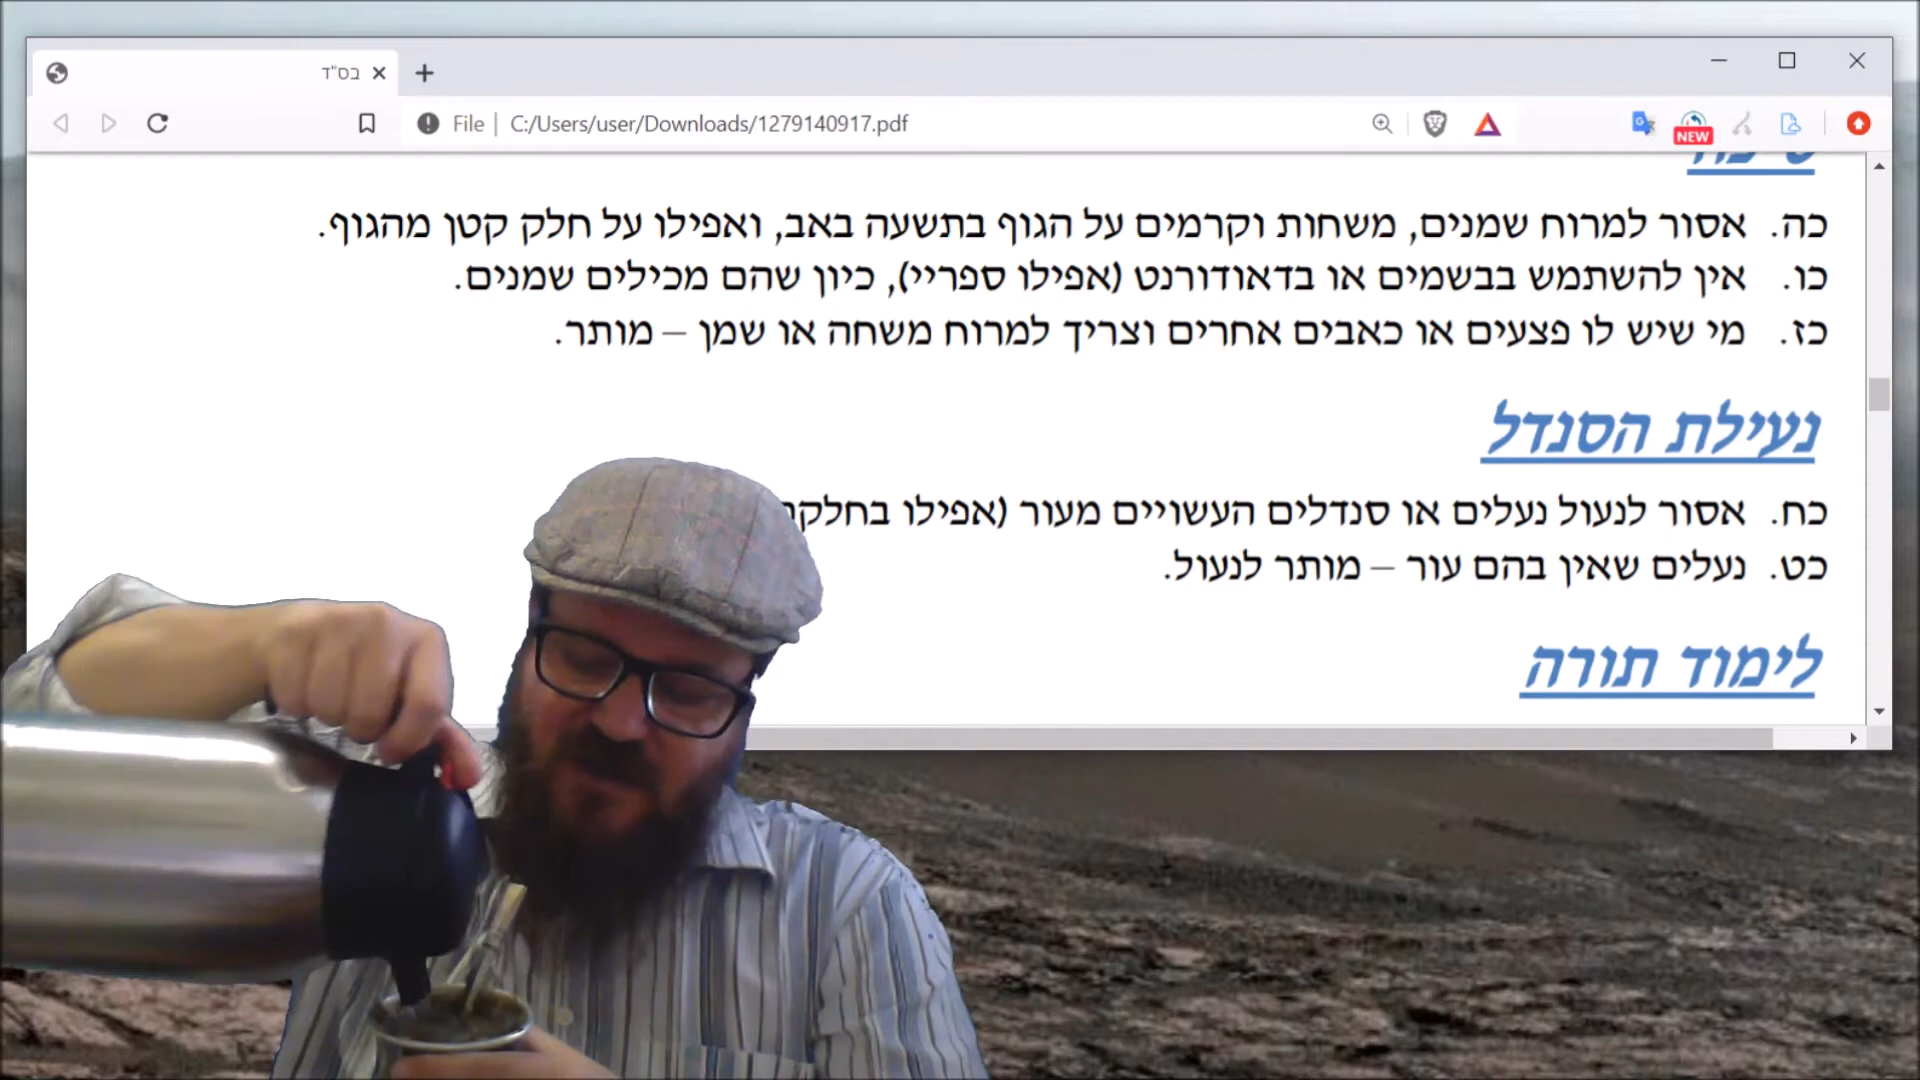 בס"ד
File
C:/Users/user/Downloads/1279140917.pdf
NEW
כה. אסור למרוח שמנים, משחות וקרמים על הגוף בתשעה באב, ואפילו על חלק קטן מהגוף.
כו. אין להשתמש בבשמים או בדאודורנט (אפילו ספריי), כיון שהם מכילים שמנים.
כז. מי שיש לו פצעים או כאבים אחרים וצריך למרוח משחה או שמן – מותר.
נעילת הסנדל
כח. אסור לנעול נעלים או סנדלים העשויים מעור (אפילו
כט. נעלים שאין בהם עור – מותר לנעול.
לימוד תורה